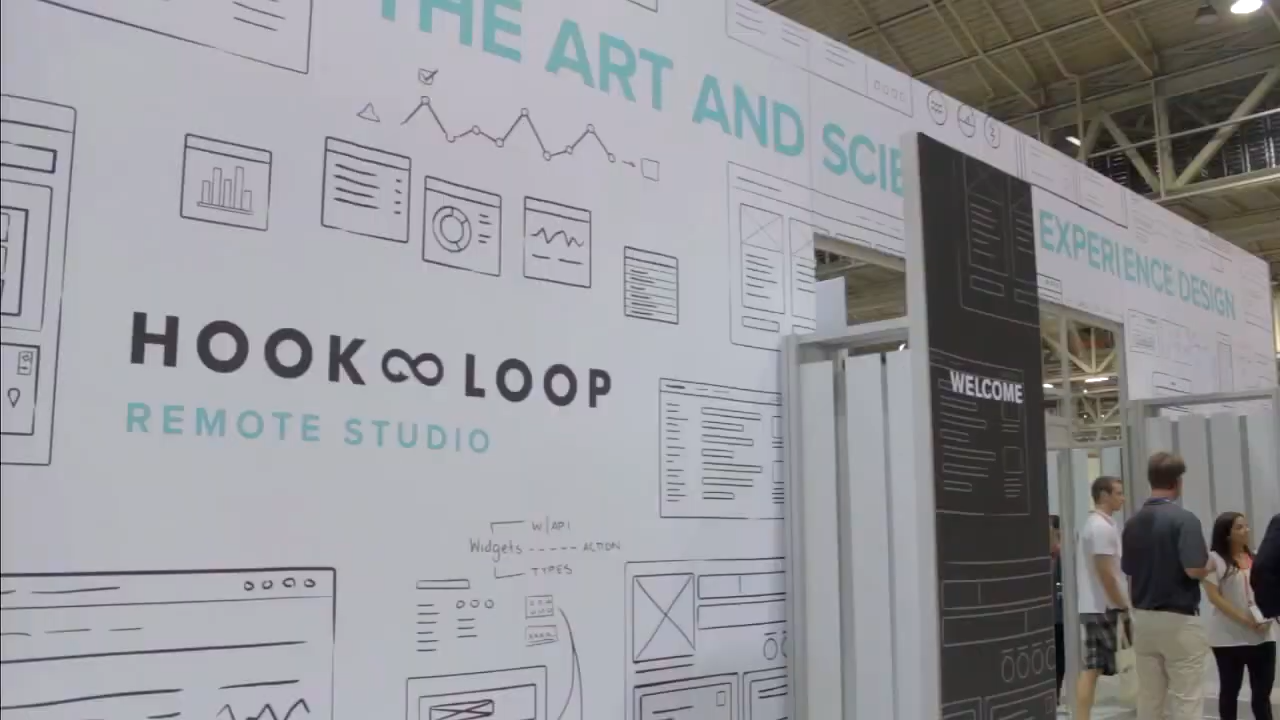 THE ART AND SCIE
EXPERIENCE DESIGN
HOOK ∞ LOOP
REMOTE STUDIO
WELCOME
W/API
Widgets ----- ACTION
TYPES